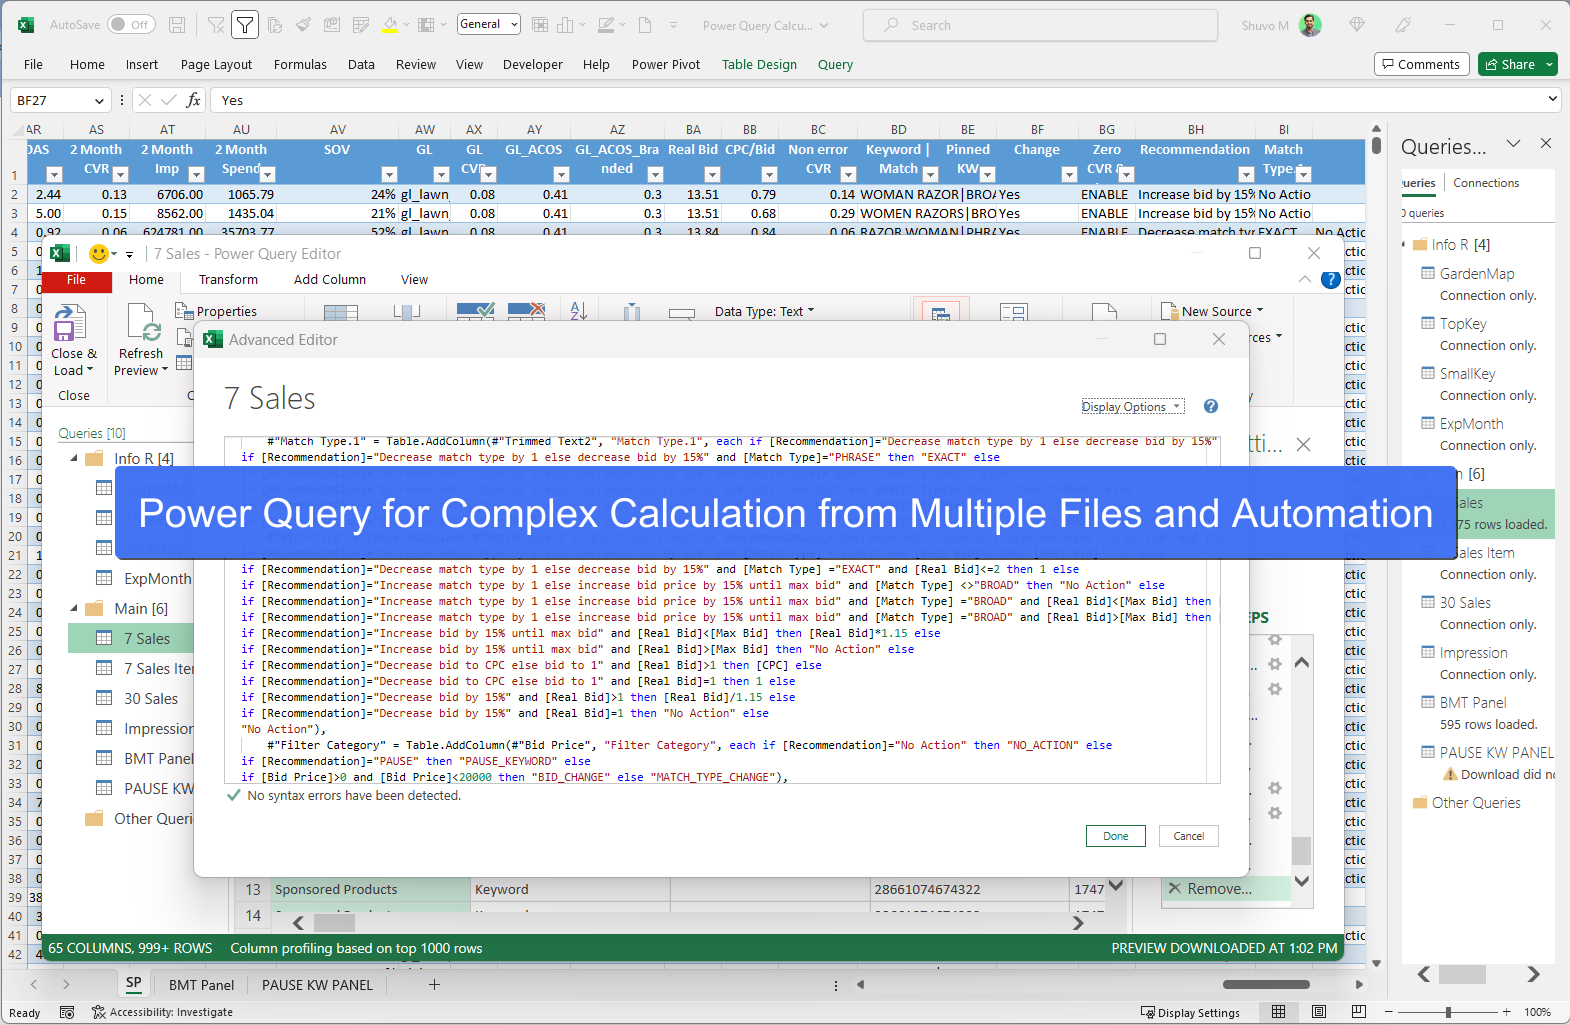 AutoSave Off General Power Query Calcu... Search Shuvo M
File Home Insert Page Layout Formulas Data Review View Developer Help Power Pivot Table Design Query Comments Share
BF27 fx Yes
AR AS AT AU AV AW AX AY AZ BA BB BC BD BE BF BG BH BI
2 Month 2 Month 2 Month SOV GL GL GL_ACOS GL_ACOS_Bra Real Bid CPC/Bid Non error Keyword | Pinned Change Zero Recommendation Match
1 CVR Imp Spend nded CVR Match KW
2 2.44 0.13 6706.00 1065.79 24% gl_lawn 0.08 0.41 0.3 13.51 0.79 0.14 WOMAN RAZOR|BRO Yes ENABLE Increase bid by 15% No Actio
3 5.00 0.15 8562.00 1435.04 21% gl_lawn 0.08 0.41 0.3 13.51 0.68 0.29 WOMEN RAZORS|BRO Yes ENABLE Increase bid by 15% No Actio
4 0.92 0.06 624781.00 35703.77 52% gl_lawn 0.08 0.41 0.3 13.84 0.84 0.06 RAZOR WOMAN|PHR Yes ENABLE Decrease match typ EXACT No Actio
7 Sales - Power Query Editor
File Home Transform Add Column View
Properties Data Type: Text New Source
Close & Load Refresh Preview
Close
Queries [10]
Info R [4]
ExpMonth
Main [6]
7 Sales
7 Sales Iter
30 Sales
Impression
BMT Panel
PAUSE KW
Other Queri
Advanced Editor
7 Sales
Display Options
#"Match Type.1" = Table.AddColumn(#"Trimmed Text2", "Match Type.1", each if [Recommendation]="Decrease match type by 1 else decrease bid by 15%"
if [Recommendation]="Decrease match type by 1 else decrease bid by 15%" and [Match Type]="PHRASE" then "EXACT" else
Power Query for Complex Calculation from Multiple Files and Automation
if [Recommendation]="Decrease match type by 1 else decrease bid by 15%" and [Match Type] ="EXACT" and [Real Bid]<=2 then 1 else
if [Recommendation]="Increase match type by 1 else increase bid price by 15% until max bid" and [Match Type] <>"BROAD" then "No Action" else
if [Recommendation]="Increase match type by 1 else increase bid price by 15% until max bid" and [Match Type] ="BROAD" and [Real Bid]<[Max Bid] then
if [Recommendation]="Increase match type by 1 else increase bid price by 15% until max bid" and [Match Type] ="BROAD" and [Real Bid]>[Max Bid] then
if [Recommendation]="Increase bid by 15% until max bid" and [Real Bid]<[Max Bid] then [Real Bid]*1.15 else
if [Recommendation]="Increase bid by 15% until max bid" and [Real Bid]>[Max Bid] then "No Action" else
if [Recommendation]="Decrease bid to CPC else bid to 1" and [Real Bid]>1 then [CPC] else
if [Recommendation]="Decrease bid to CPC else bid to 1" and [Real Bid]=1 then 1 else
if [Recommendation]="Decrease bid by 15%" and [Real Bid]>1 then [Real Bid]/1.15 else
if [Recommendation]="Decrease bid by 15%" and [Real Bid]=1 then "No Action" else
"No Action"),
#"Filter Category" = Table.AddColumn(#"Bid Price", "Filter Category", each if [Recommendation]="No Action" then "NO_ACTION" else
if [Recommendation]="PAUSE" then "PAUSE_KEYWORD" else
if [Bid Price]>0 and [Bid Price]<20000 then "BID_CHANGE" else "MATCH_TYPE_CHANGE"),
No syntax errors have been detected.
Done Cancel
13 Sponsored Products Keyword 28661074674322 1747
14
Remove...
65 COLUMNS, 999+ ROWS Column profiling based on top 1000 rows PREVIEW DOWNLOADED AT 1:02 PM
Queries...
Connections
Info R [4]
GardenMap
Connection only.
TopKey
Connection only.
SmallKey
Connection only.
ExpMonth
Connection only.
[6]
75 rows loaded.
Sales Item
Connection only.
30 Sales
Connection only.
Impression
Connection only.
BMT Panel
595 rows loaded.
PAUSE KW PANEL
Download did no
Other Queries
SP BMT Panel PAUSE KW PANEL
Ready Accessibility: Investigate Display Settings 100%